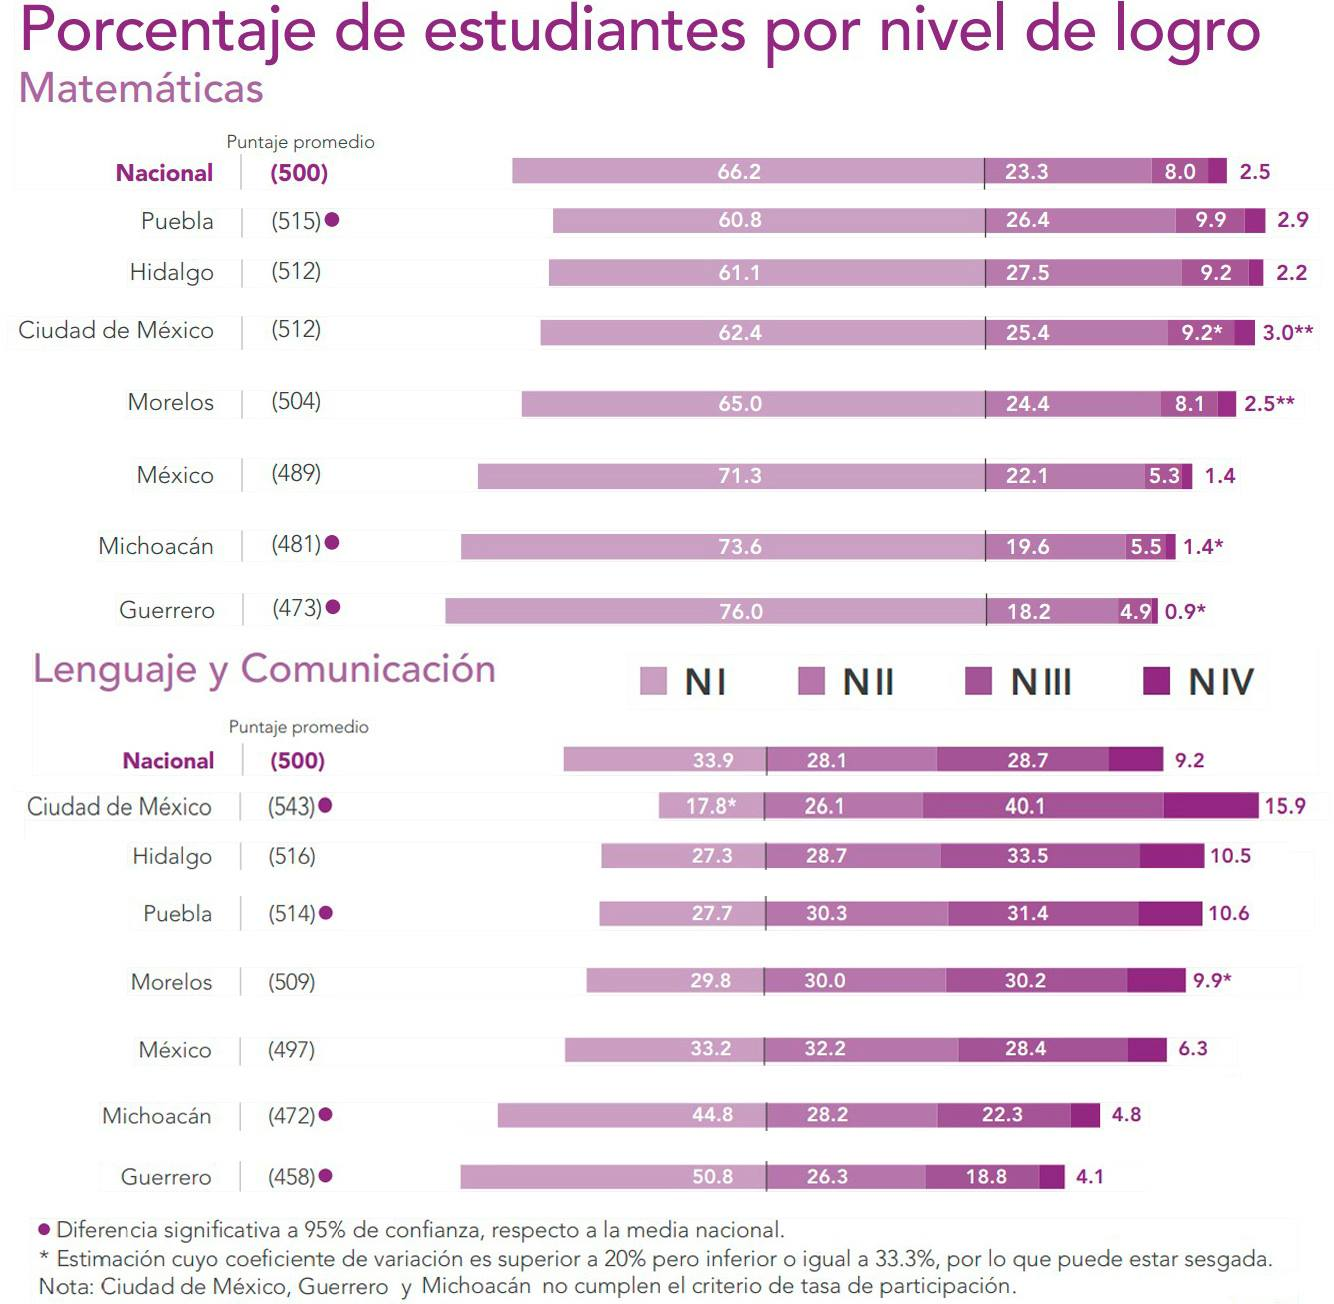 Porcentaje de estudiantes por nivel de logro
Matemáticas
Puntaje promedio
Nacional (500) 66.2 23.3 8.0 2.5
Puebla (515)● 60.8 26.4 9.9 2.9
Hidalgo (512) 61.1 27.5 9.2 2.2
Ciudad de México (512) 62.4 25.4 9.2* 3.0**
Morelos (504) 65.0 24.4 8.1 2.5**
México (489) 71.3 22.1 5.3 1.4
Michoacán (481)● 73.6 19.6 5.5 1.4*
Guerrero (473)● 76.0 18.2 4.9 0.9*
Lenguaje y Comunicación N I N II N III N IV
Puntaje promedio
Nacional (500) 33.9 28.1 28.7 9.2
Ciudad de México (543)● 17.8* 26.1 40.1 15.9
Hidalgo (516) 27.3 28.7 33.5 10.5
Puebla (514)● 27.7 30.3 31.4 10.6
Morelos (509) 29.8 30.0 30.2 9.9*
México (497) 33.2 32.2 28.4 6.3
Michoacán (472)● 44.8 28.2 22.3 4.8
Guerrero (458)● 50.8 26.3 18.8 4.1
● Diferencia significativa a 95% de confianza, respecto a la media nacional.
* Estimación cuyo coeficiente de variación es superior a 20% pero inferior o igual a 33.3%, por lo que puede estar sesgada.
Nota: Ciudad de México, Guerrero y Michoacán no cumplen el criterio de tasa de participación.